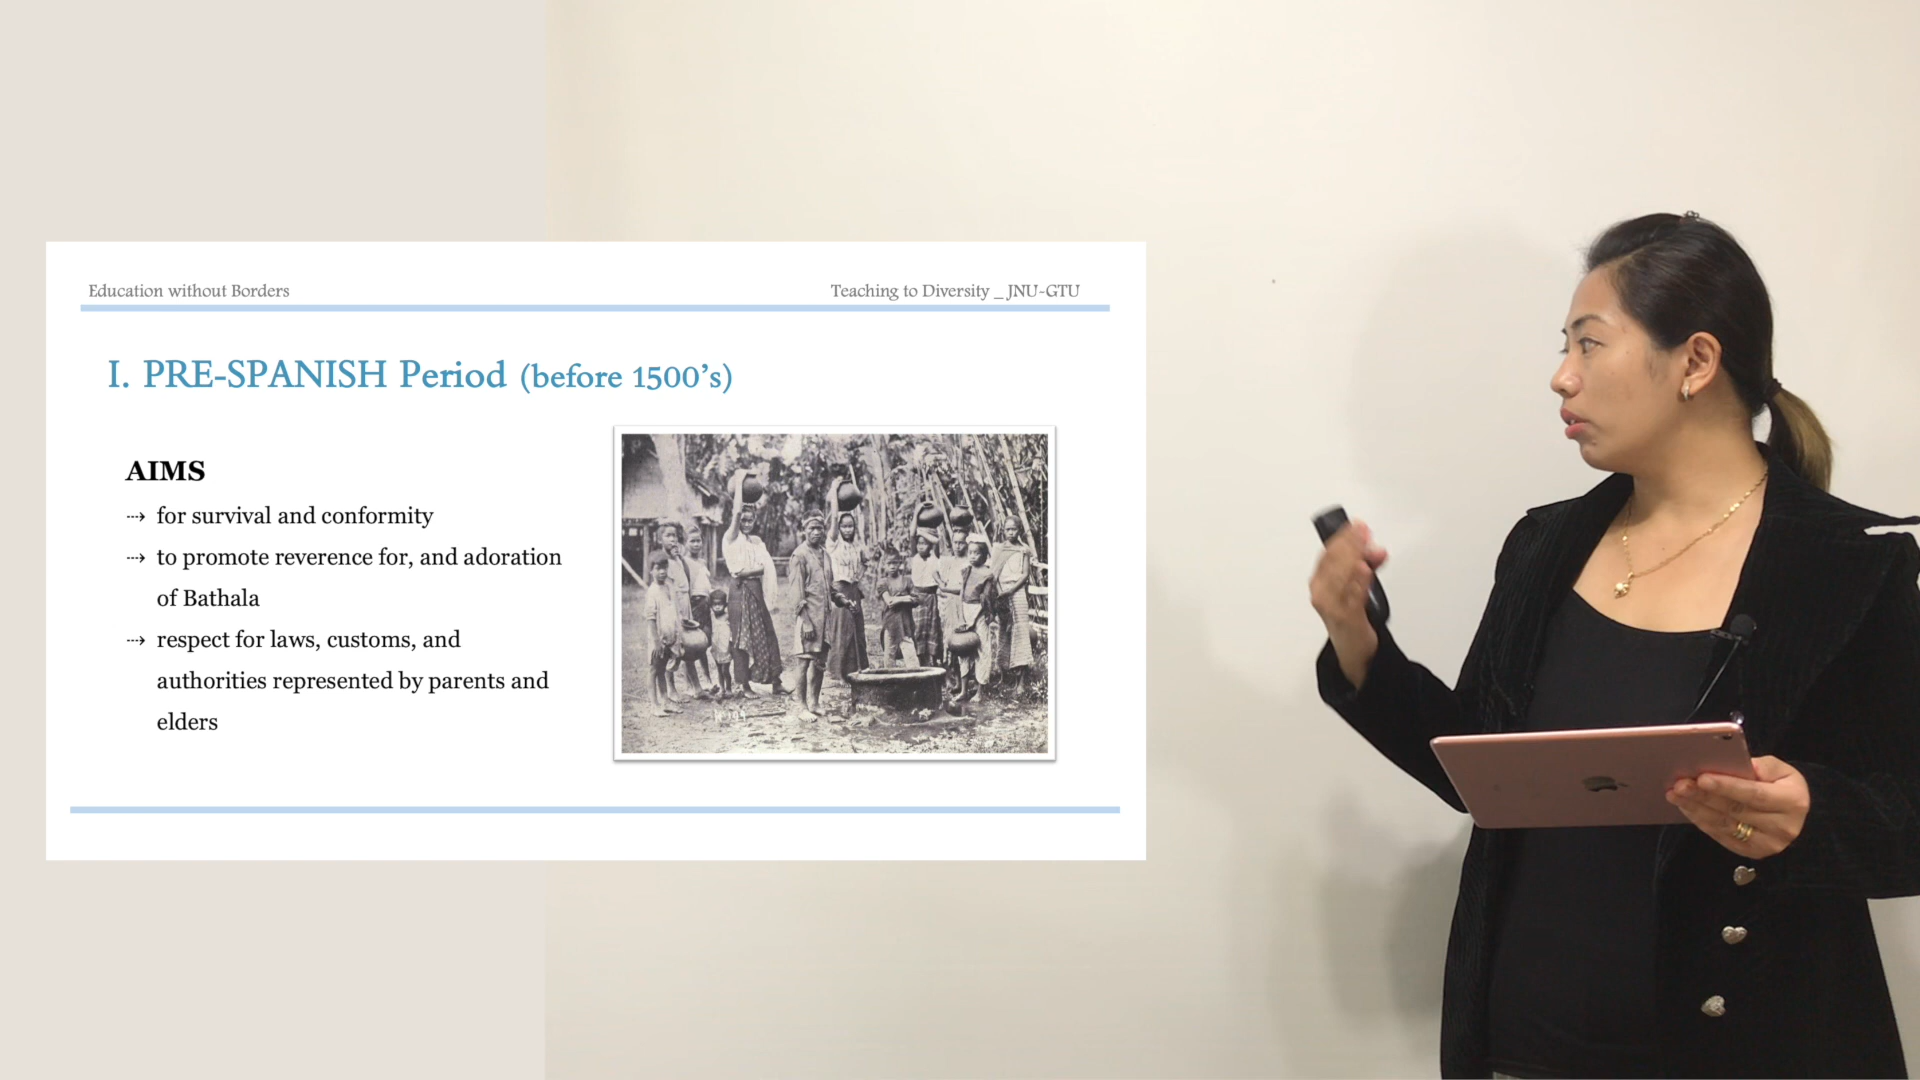 Education without Borders
Teaching to Diversity _ JNU-GTU
I. PRE-SPANISH Period (before 1500's)
AIMS
⤏ for survival and conformity
⤏ to promote reverence for, and adoration
of Bathala
⤏ respect for laws, customs, and
authorities represented by parents and
elders